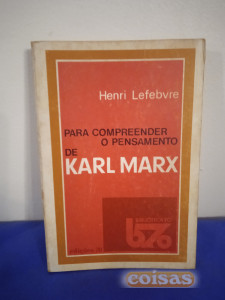 Henri Lefebvre
PARA COMPREENDER
O PENSAMENTO
DE
KARL MARX
coisas